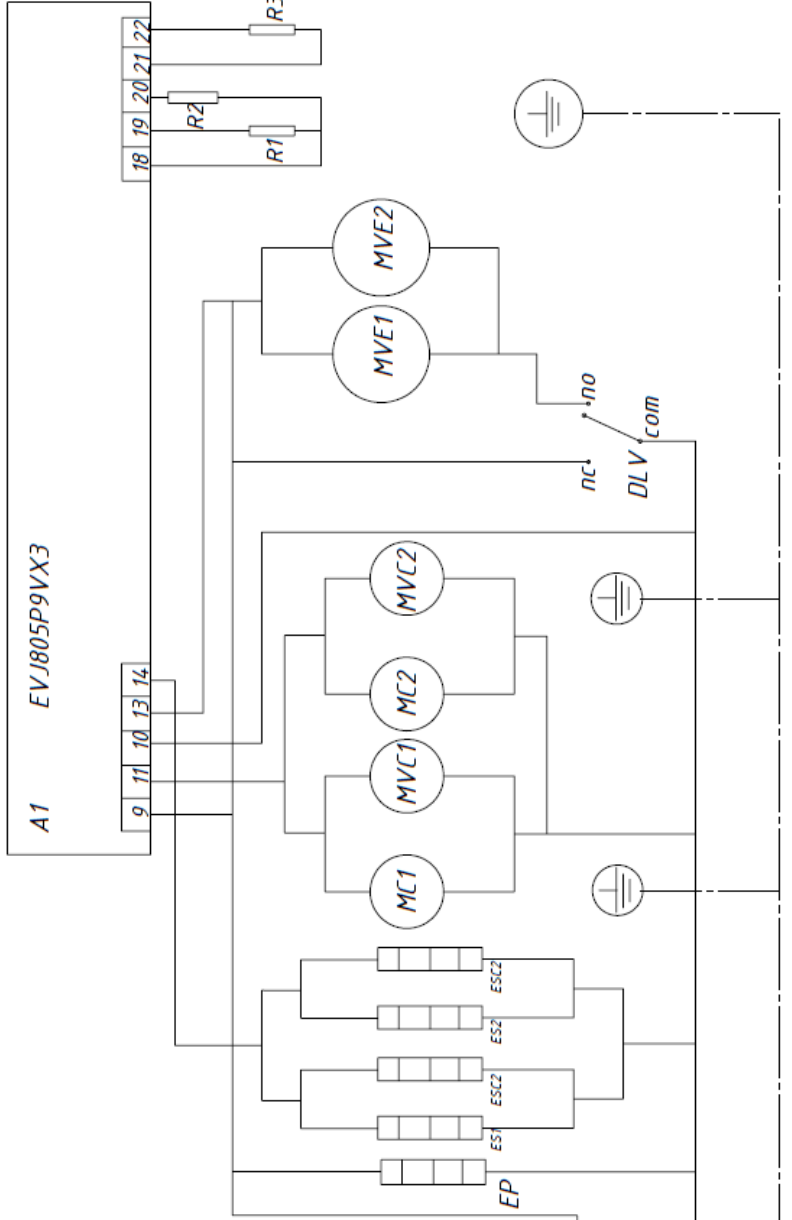 A1 EVJ805P9VX3
9 11 10 13 14 18 19 20 21 22
R2
R1 R3
MVE1 MVE2
MC1 MVC1 MC2 MVC2
ES1 ESC2 ES2 ESC2
EP
nc no
DLV com